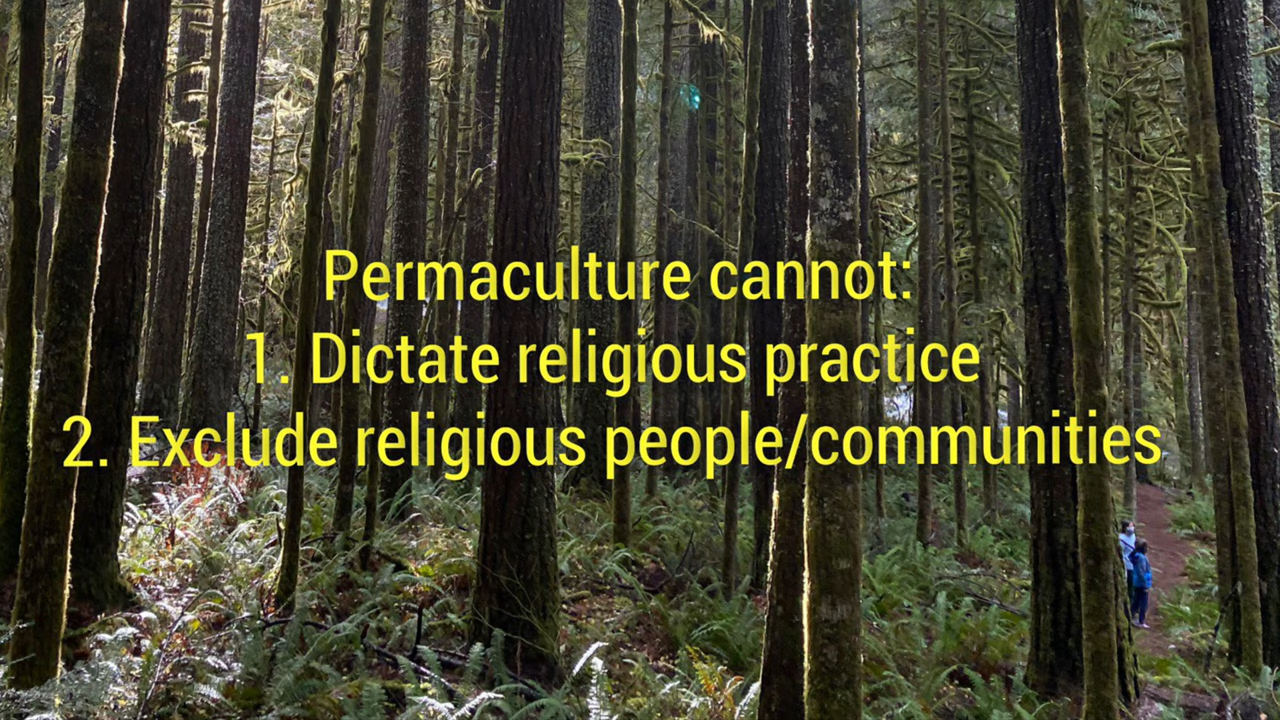 Permaculture cannot:
1. Dictate religious practice
2. Exclude religious people/communities